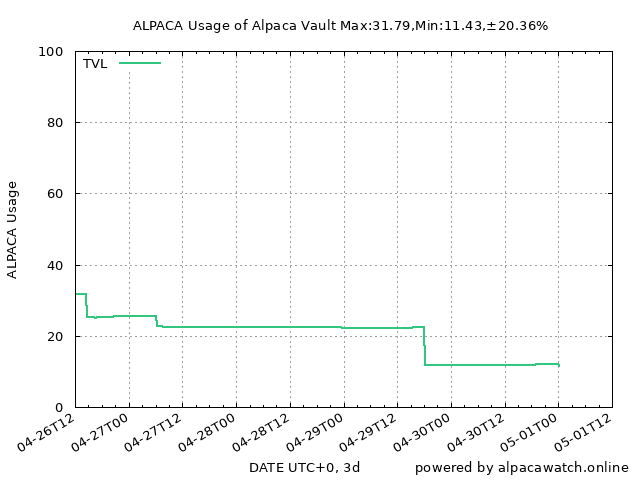 ALPACA Usage of Alpaca Vault Max:31.79,Min:11.43,±20.36%
100
TVL
80
60
ALPACA Usage
40
20
0
04-26T12
04-27T00
04-27T12
04-28T00
04-28T12
04-29T00
04-29T12
04-30T00
04-30T12
05-01T00
05-01T12
DATE UTC+0, 3d
powered by alpacawatch.online